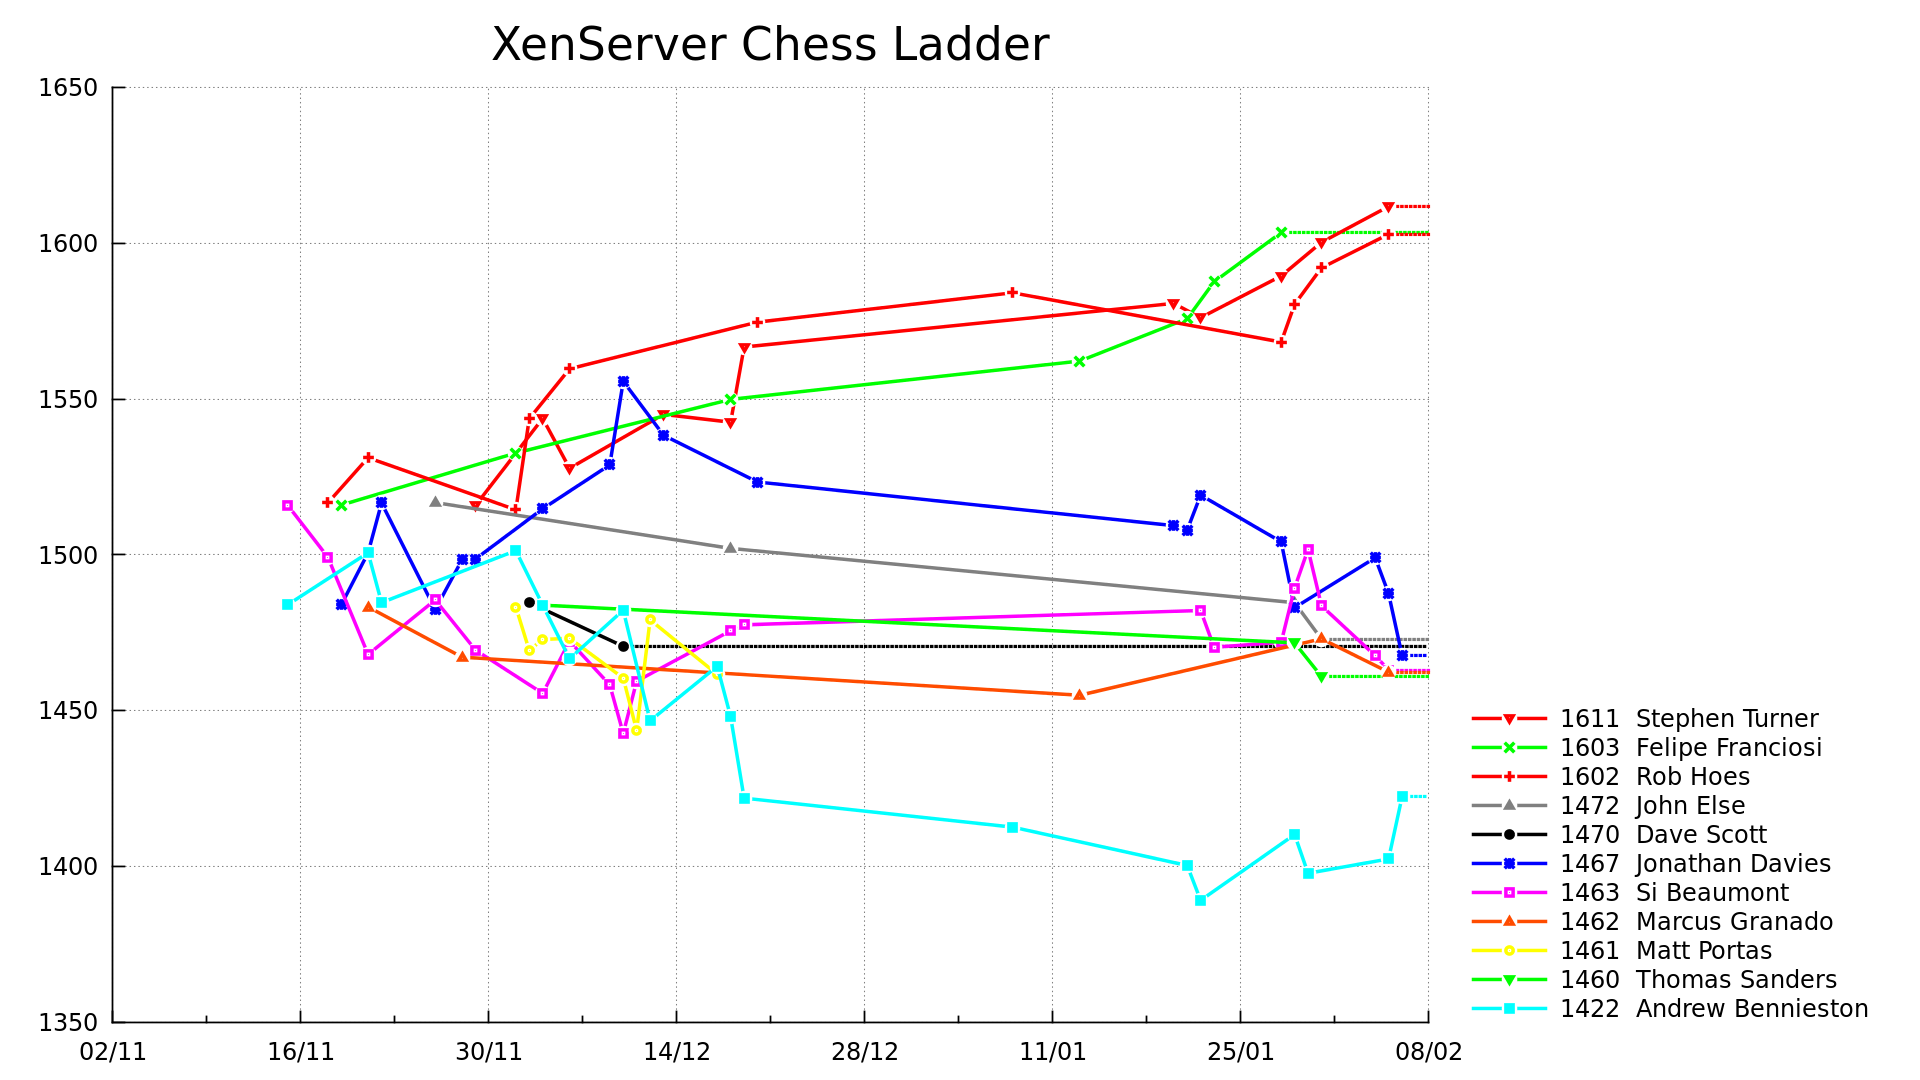 XenServer Chess Ladder
1650
1600
1550
1500
1450
1400
1350
02/11 16/11 30/11 14/12 28/12 11/01 25/01 08/02
1611 Stephen Turner
1603 Felipe Franciosi
1602 Rob Hoes
1472 John Else
1470 Dave Scott
1467 Jonathan Davies
1463 Si Beaumont
1462 Marcus Granado
1461 Matt Portas
1460 Thomas Sanders
1422 Andrew Bennieston